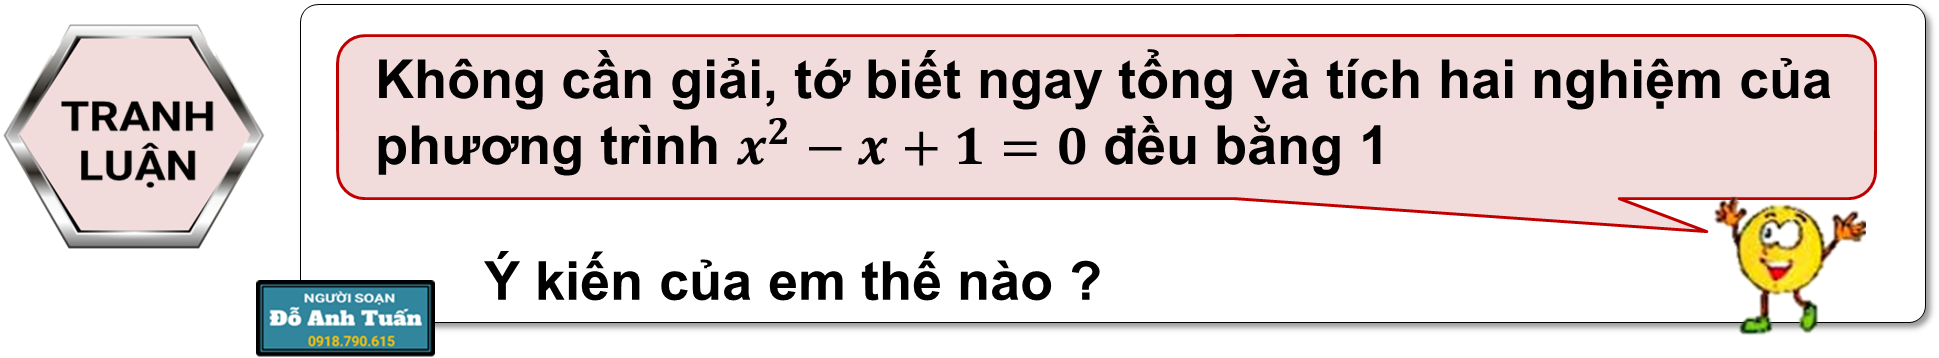 TRANH
LUẬN
Không cần giải, tớ biết ngay tổng và tích hai nghiệm của
phương trình x² − x + 1 = 0 đều bằng 1
Ý kiến của em thế nào ?
NGƯỜI SOẠN
Đỗ Anh Tuấn
0918.790.615